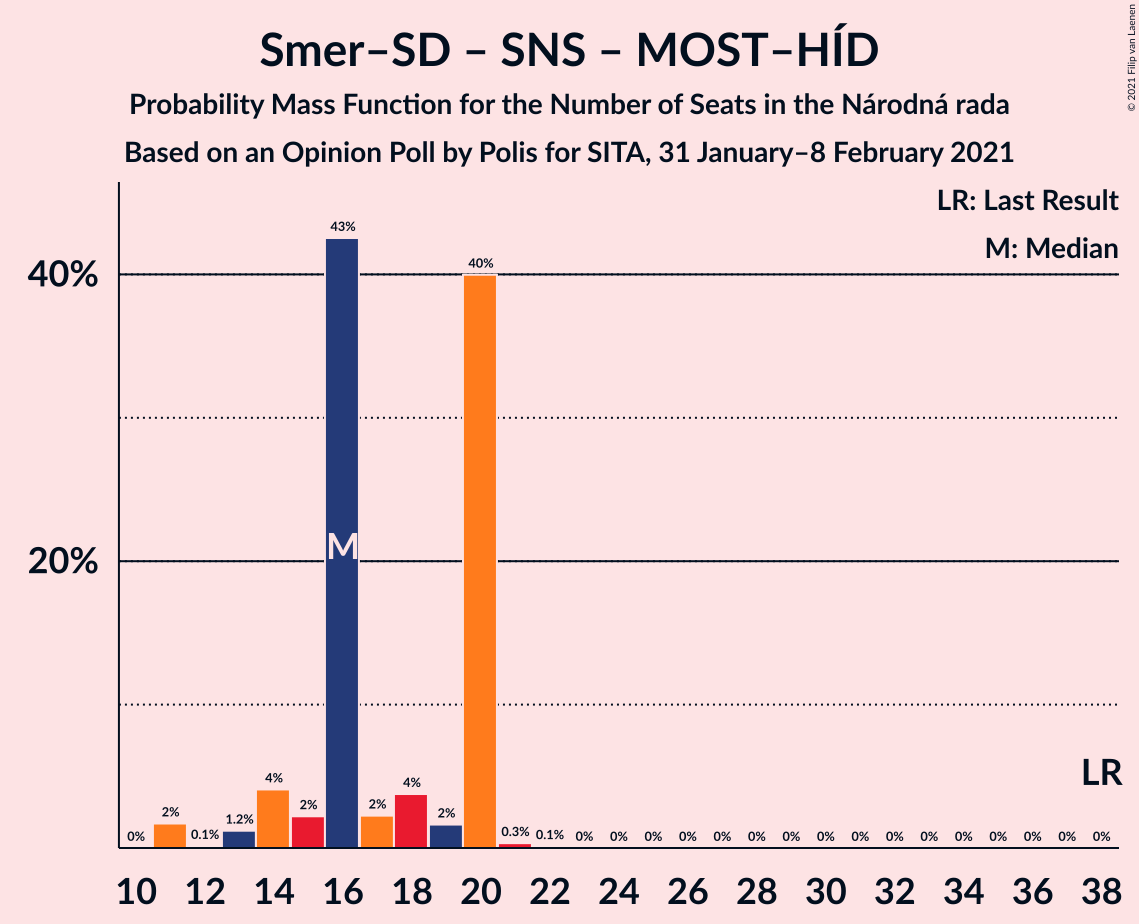 Smer–SD – SNS – MOST–HÍD
Probability Mass Function for the Number of Seats in the Národná rada
Based on an Opinion Poll by Polis for SITA, 31 January–8 February 2021
© 2021 Filip van Laenen
LR: Last Result
M: Median
40%
20%
0% 2% 0.1% 1.2% 4% 2% 43% 2% 4% 2% 40% 0.3% 0.1% 0% 0% 0% 0% 0% 0% 0% 0% 0% 0% 0% 0% 0% 0% 0% 0%
M
LR
10 12 14 16 18 20 22 24 26 28 30 32 34 36 38